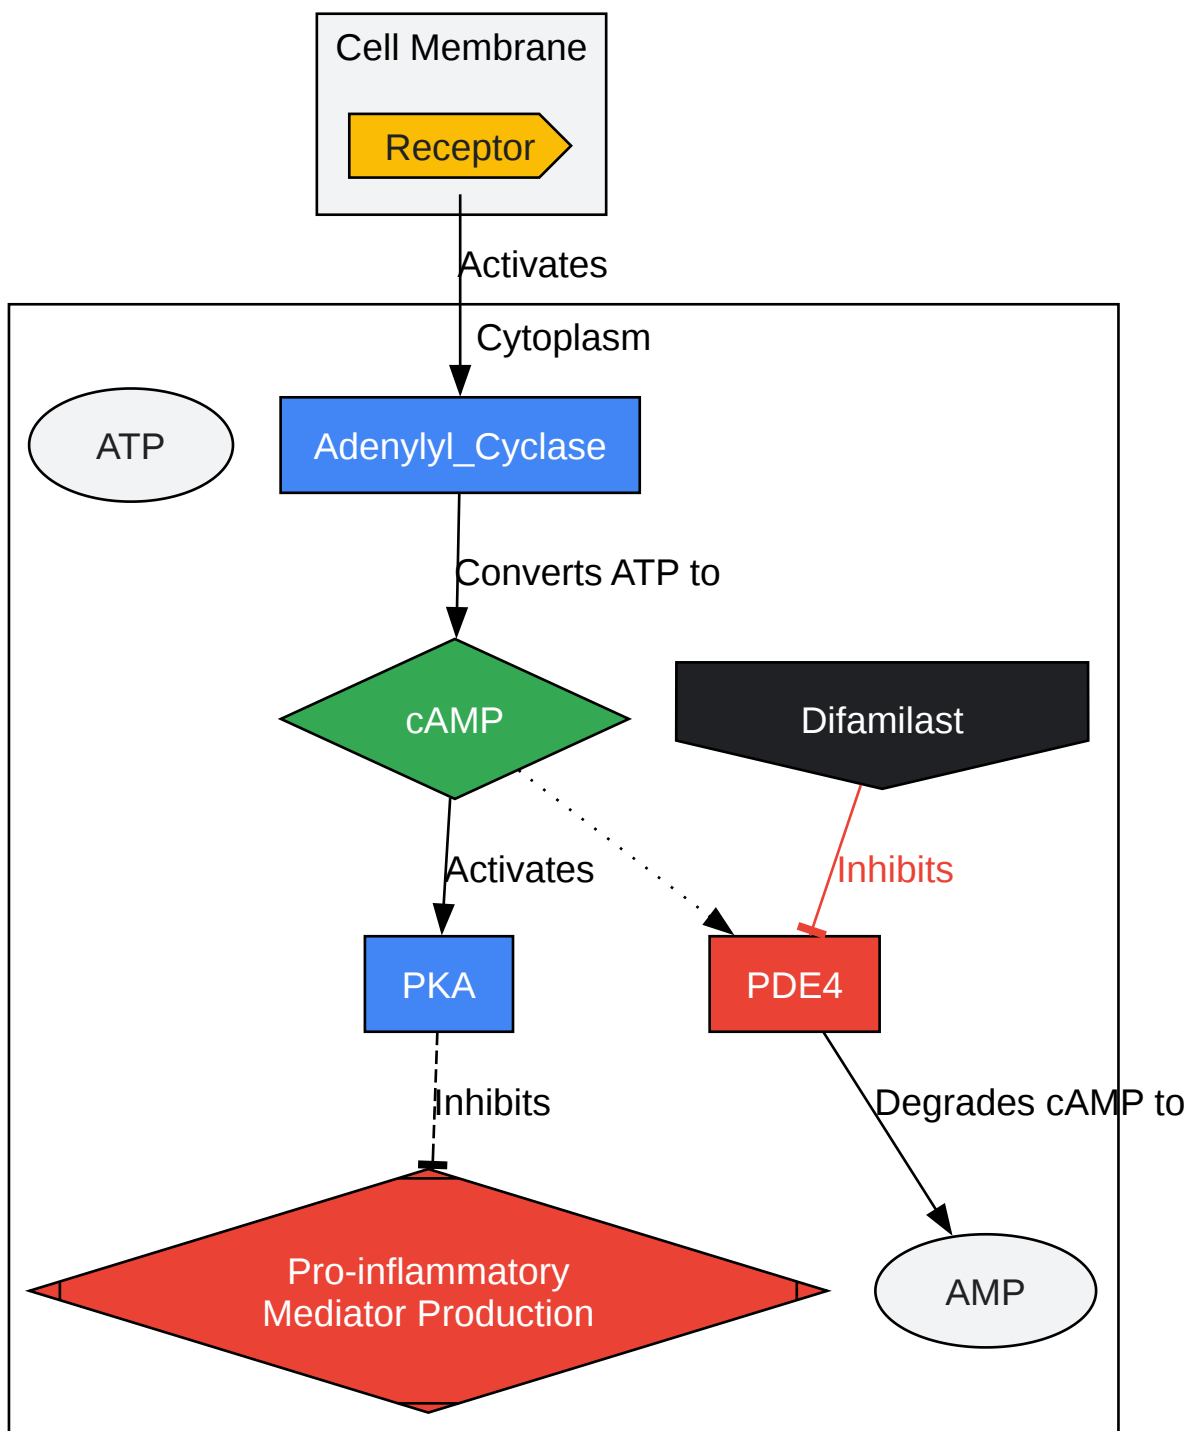 Cell Membrane
Receptor
Activates
Cytoplasm
ATP
Adenylyl_Cyclase
Converts ATP to
cAMP
Difamilast
Activates
Inhibits
PKA
PDE4
Inhibits
Degrades cAMP to
Pro-inflammatory
Mediator Production
AMP